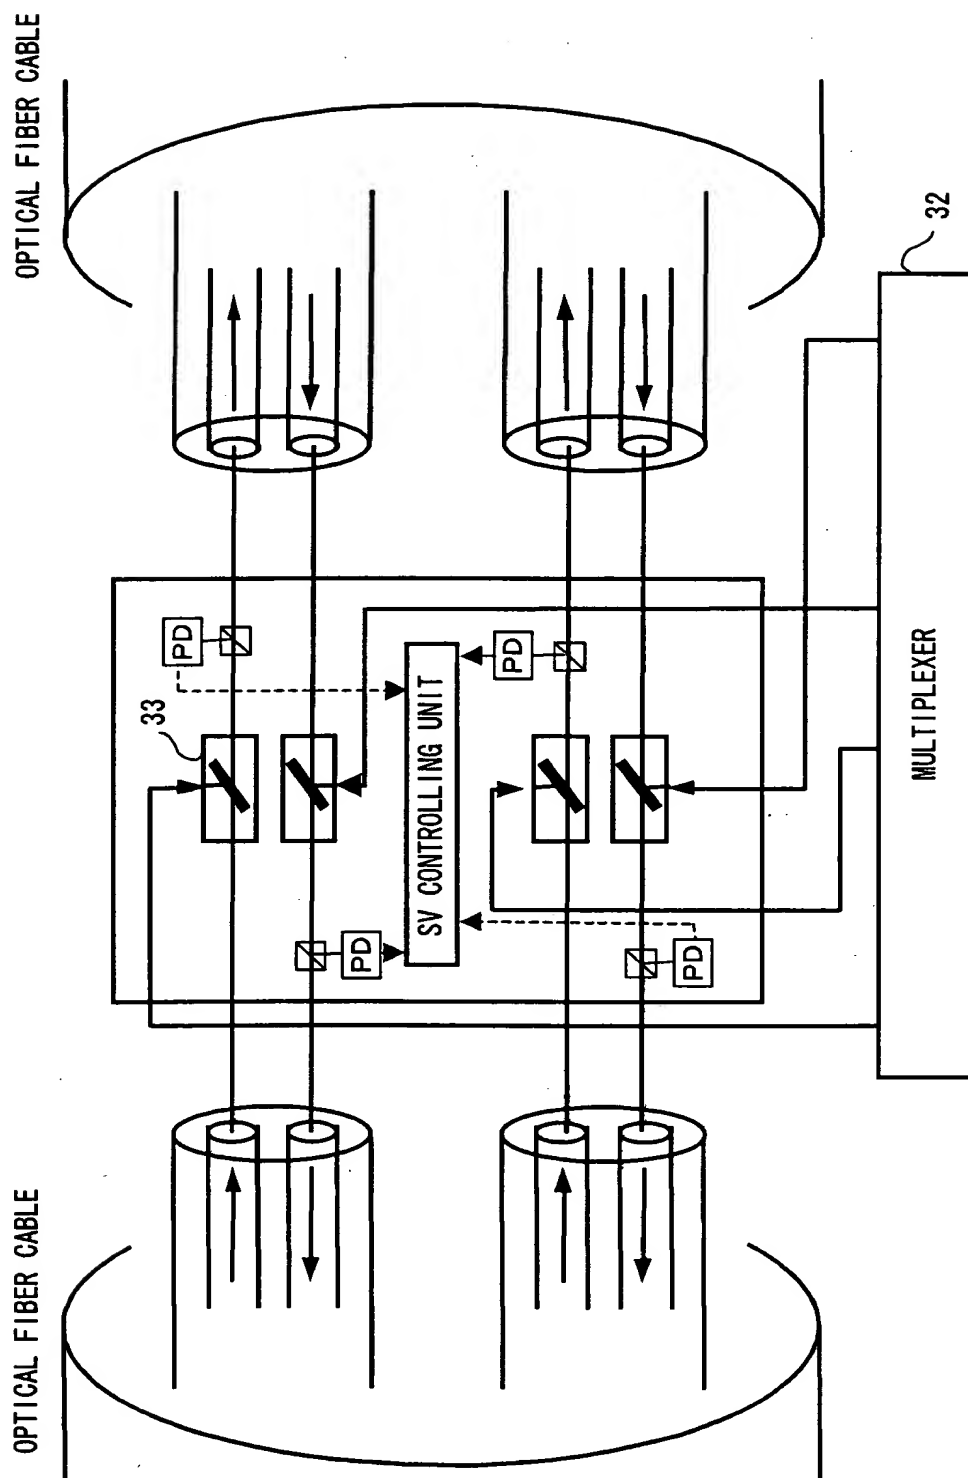 OPTICAL FIBER CABLE
OPTICAL FIBER CABLE
33
PD
PD
SV CONTROLLING UNIT
PD
PD
MULTIPLEXER
32